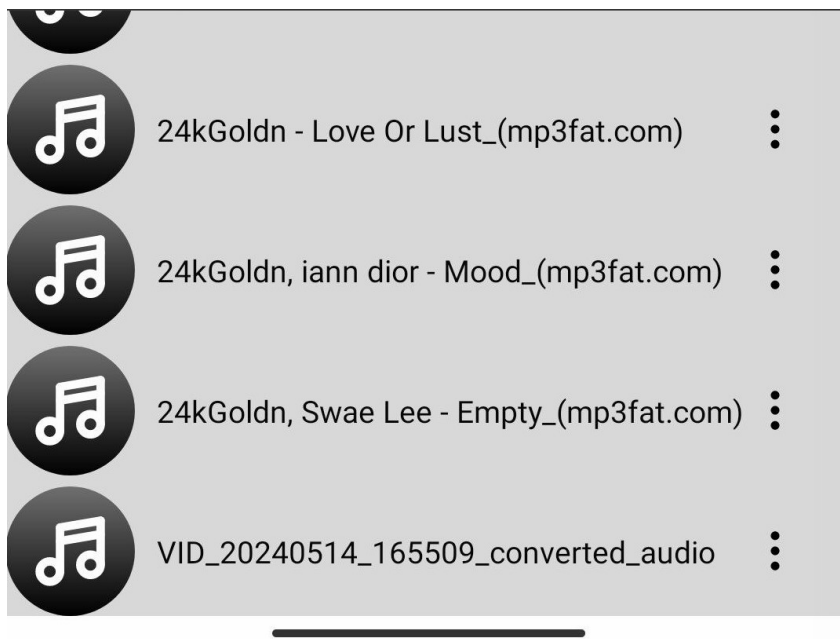 24kGoldn - Love Or Lust_(mp3fat.com)
24kGoldn, iann dior - Mood_(mp3fat.com)
24kGoldn, Swae Lee - Empty_(mp3fat.com)
VID_20240514_165509_converted_audio